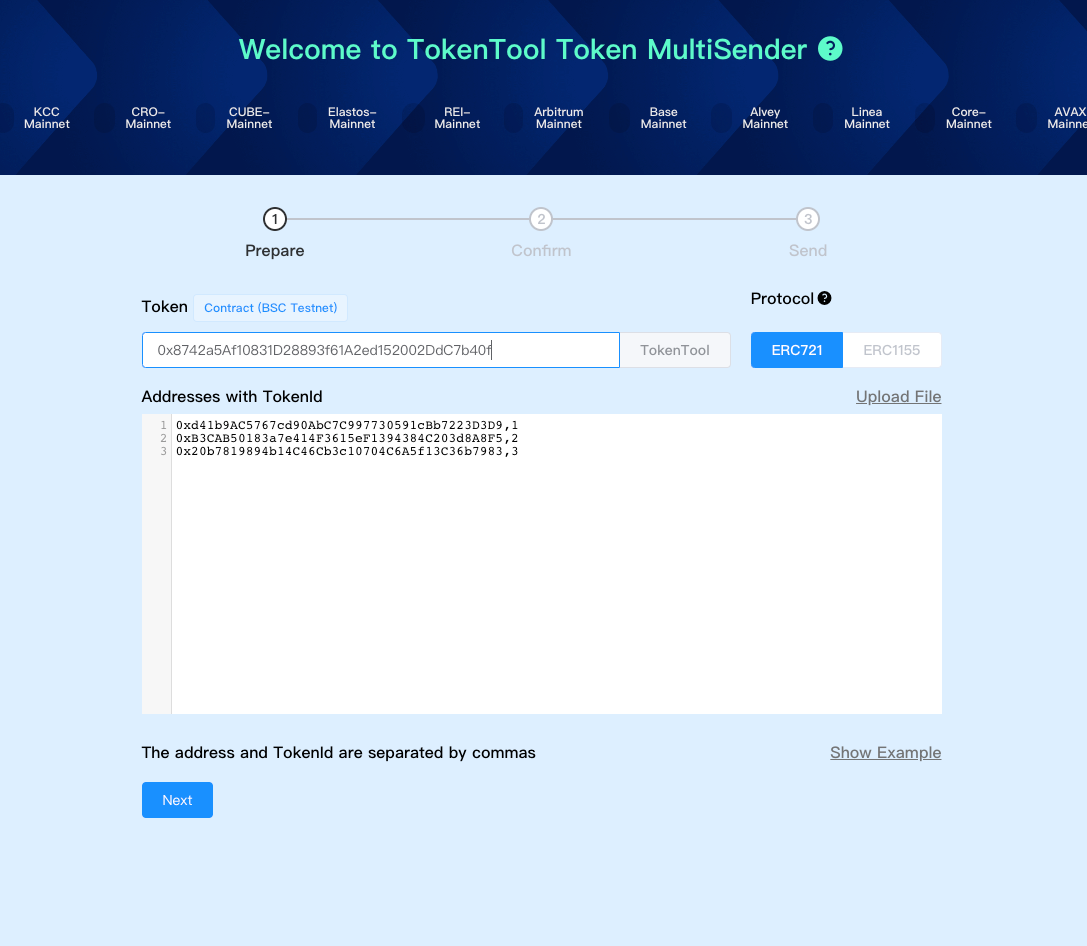 Welcome to TokenTool Token MultiSender ?
KCC Mainnet
CRO- Mainnet
CUBE- Mainnet
Elastos- Mainnet
REI- Mainnet
Arbitrum Mainnet
Base Mainnet
Alvey Mainnet
Linea Mainnet
Core- Mainnet
AVAX Mainne
1
2
3
Prepare
Confirm
Send
Token
Contract (BSC Testnet)
Protocol ?
0x8742a5Af10831D28893f61A2ed152002DdC7b40f
TokenTool
ERC721
ERC1155
Addresses with TokenId
Upload File
1 0xd41b9AC5767cd90AbC7C997730591cBb7223D3D9,1
2 0xB3CAB50183a7e414F3615eF1394384C203d8A8F5,2
3 0x20b7819894b14C46Cb3c10704C6A5f13C36b7983,3
The address and TokenId are separated by commas
Show Example
Next